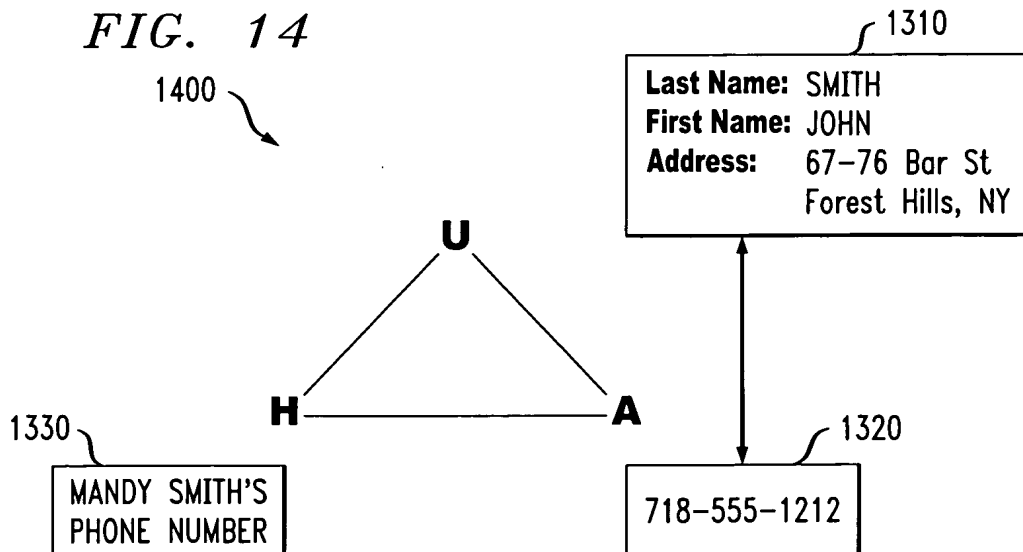 FIG. 14
1400
1310
Last Name: SMITH
First Name: JOHN
Address: 67-76 Bar St
Forest Hills, NY
U
H
A
1330
MANDY SMITH'S
PHONE NUMBER
1320
718-555-1212